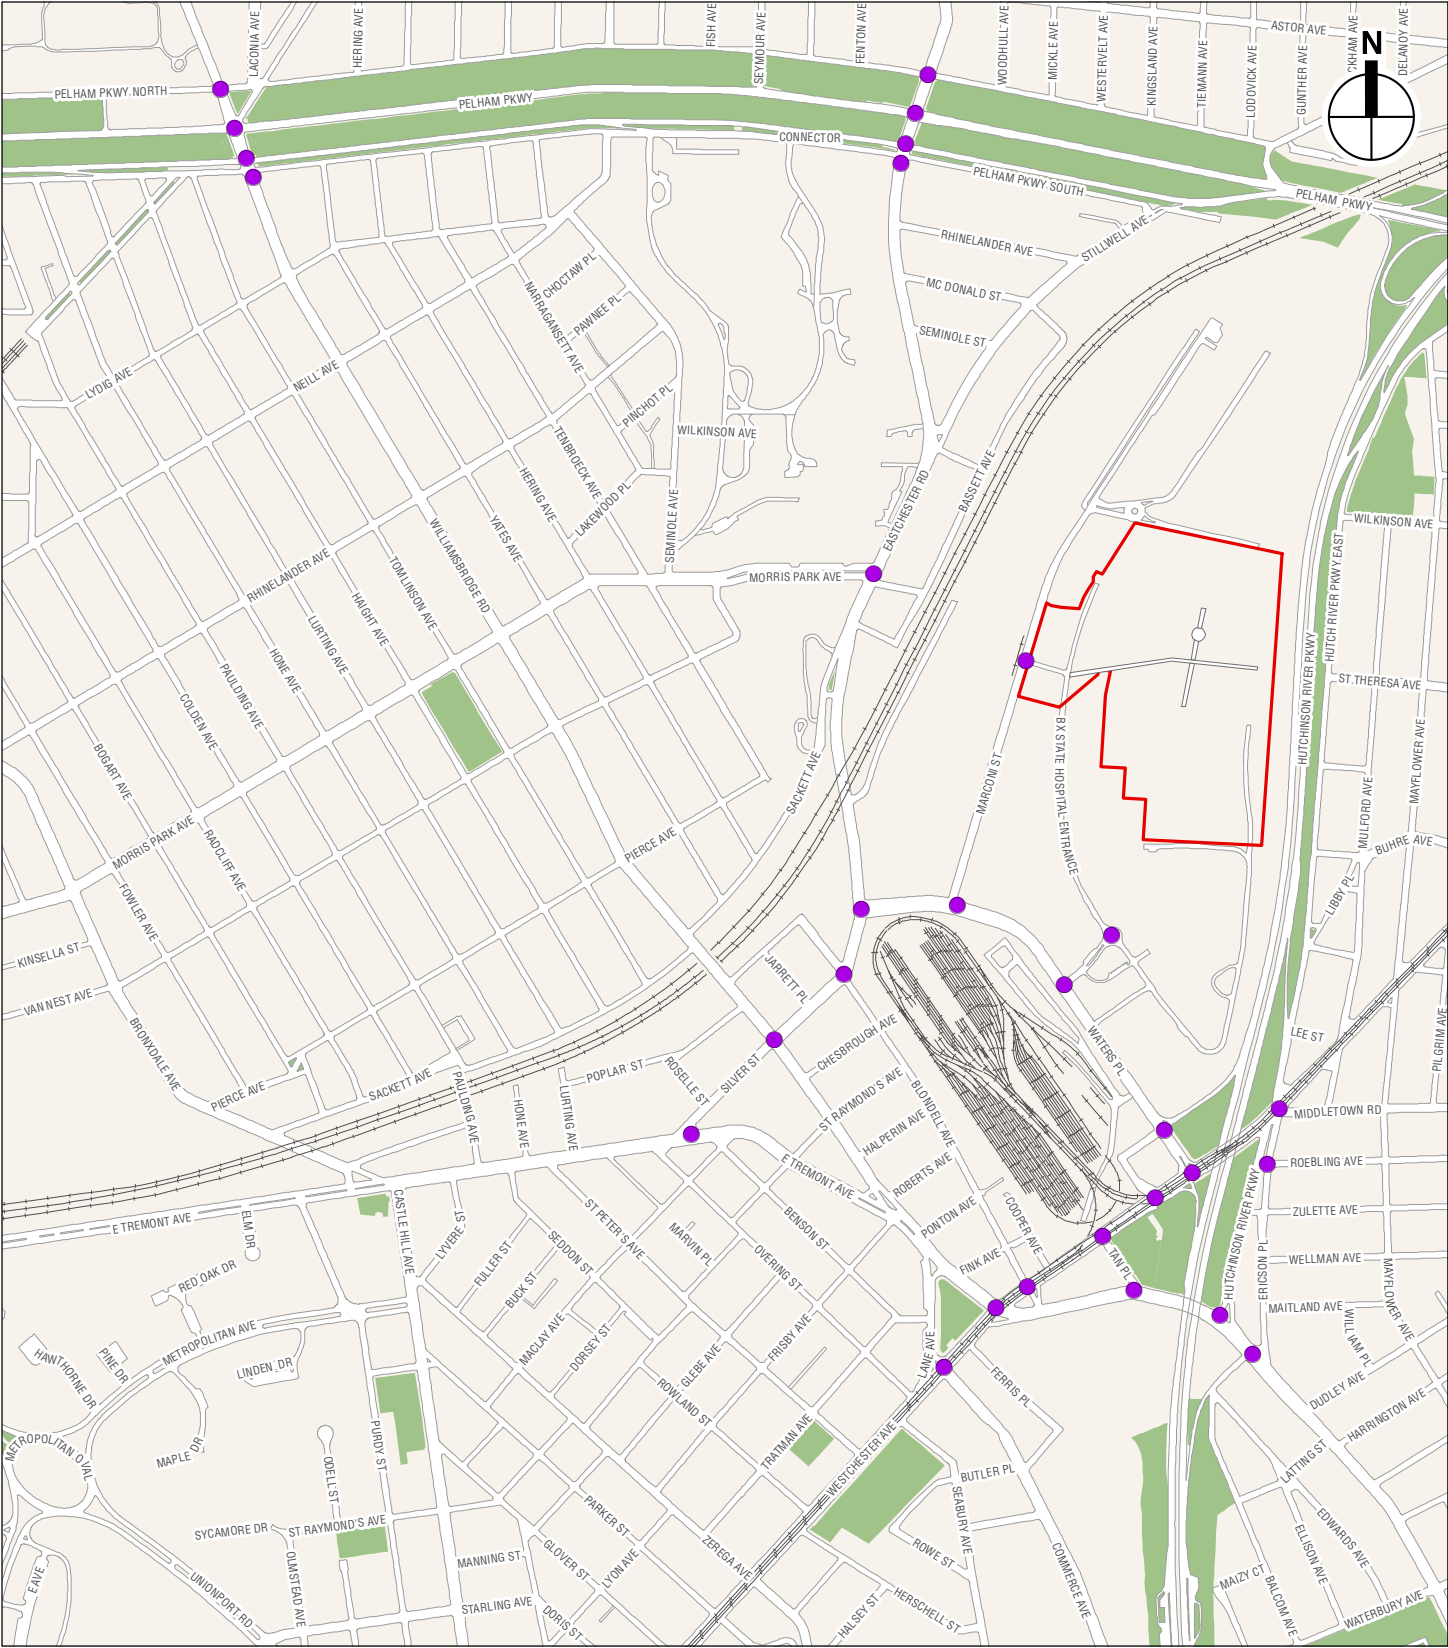 LACONIA AVE
HERING AVE
FISH AVE
SEYMOUR AVE
FENTON AVE
WOODHULL AVE
MICKLE AVE
WESTERVELT AVE
KINGSLAND AVE
TIEMANN AVE
LODOVICK AVE
GUNTHER AVE
ASTOR AVE
CKHAM AVE
DELANOY AVE
N
PELHAM PKWY NORTH
PELHAM PKWY
CONNECTOR
PELHAM PKWY SOUTH
PELHAM PKWY
STILLWELL AVE
RHINELANDER AVE
MC DONALD ST
SEMINOLE ST
CHOCTAW PL
NARRAGANSETT AVE
PAWNEE PL
LYDIG AVE
NEILL AVE
PINCHOT PL
WILKINSON AVE
TENBROECK AVE
HERING AVE
LAKEWOOD PL
SEMINOLE AVE
EASTCHESTER RD
BASSETT AVE
WILLIAMSBRIDGE RD
YATES AVE
WILKINSON AVE
HUTCH RIVER PKWY EAST
RHINELANDER AVE
TOMLINSON AVE
HAIGHT AVE
LURTING AVE
HONE AVE
PAULDING AVE
COLDEN AVE
BOGART AVE
MORRIS PARK AVE
HUTCHINSON RIVER PKWY
ST THERESA AVE
MAYFLOWER AVE
MULFORD AVE
BUHRE AVE
LIBBY PL
BX STATE HOSPITAL ENTRANCE
MARCONI ST
SACKETT AVE
MORRIS PARK AVE
RADCLIFF AVE
PIERCE AVE
FOWLER AVE
KINSELLA ST
VAN NEST AVE
BRONXDALE AVE
PIERCE AVE
SACKETT AVE
JARRETT PL
CHESBROUGH AVE
WATERS PL
LEE ST
PILGRIM AVE
POPLAR ST
ROSELLE ST
SILVER ST
ST RAYMOND'S AVE
BLONDELL AVE
HALPERIN AVE
PAULDING AVE
HONE AVE
LURTING AVE
MIDDLETOWN RD
ROEBLING AVE
ZULETTE AVE
WELLMAN AVE
MAITLAND AVE
E TREMONT AVE
ROBERTS AVE
PONTON AVE
COOPER AVE
FINK AVE
TAN PL
HUTCHINSON RIVER PKWY
ERICSON PL
MAYFLOWER AVE
WILLIAM PL
E TREMONT AVE
ELM DR
CASTLE HILL AVE
LYVERE ST
FULLER ST
SEDDON ST
BUCK ST
ST PETER'S AVE
MARVIN PL
BENSON ST
OVERING ST
RED OAK DR
METROPOLITAN AVE
HAWTHORNE DR
PINE DR
LINDEN DR
MACLAY AVE
DORSEY ST
GLEBE AVE
FRISBY AVE
LANE AVE
FERRIS PL
DUDLEY AVE
HARRINGTON AVE
ROWLAND ST
TRATMAN AVE
WESTCHESTER AVE
METROPOLITAN OVAL
MAPLE DR
PURDY ST
ODELL ST
BUTLER PL
SEABURY AVE
LATTING ST
SYCAMORE DR
ST RAYMOND'S AVE
OLMSTEAD AVE
PARKER ST
ZEREGA AVE
GLOVER ST
LYON AVE
MANNING ST
ROWE ST
COMMERCE AVE
EDWARDS AVE
ELLISON AVE
MAIZY CT
BALCOM AVE
WATERBURY AVE
E AVE
UNIONPORT RD
STARLING AVE
DORIS ST
HALSEY ST
HERSCHELL ST